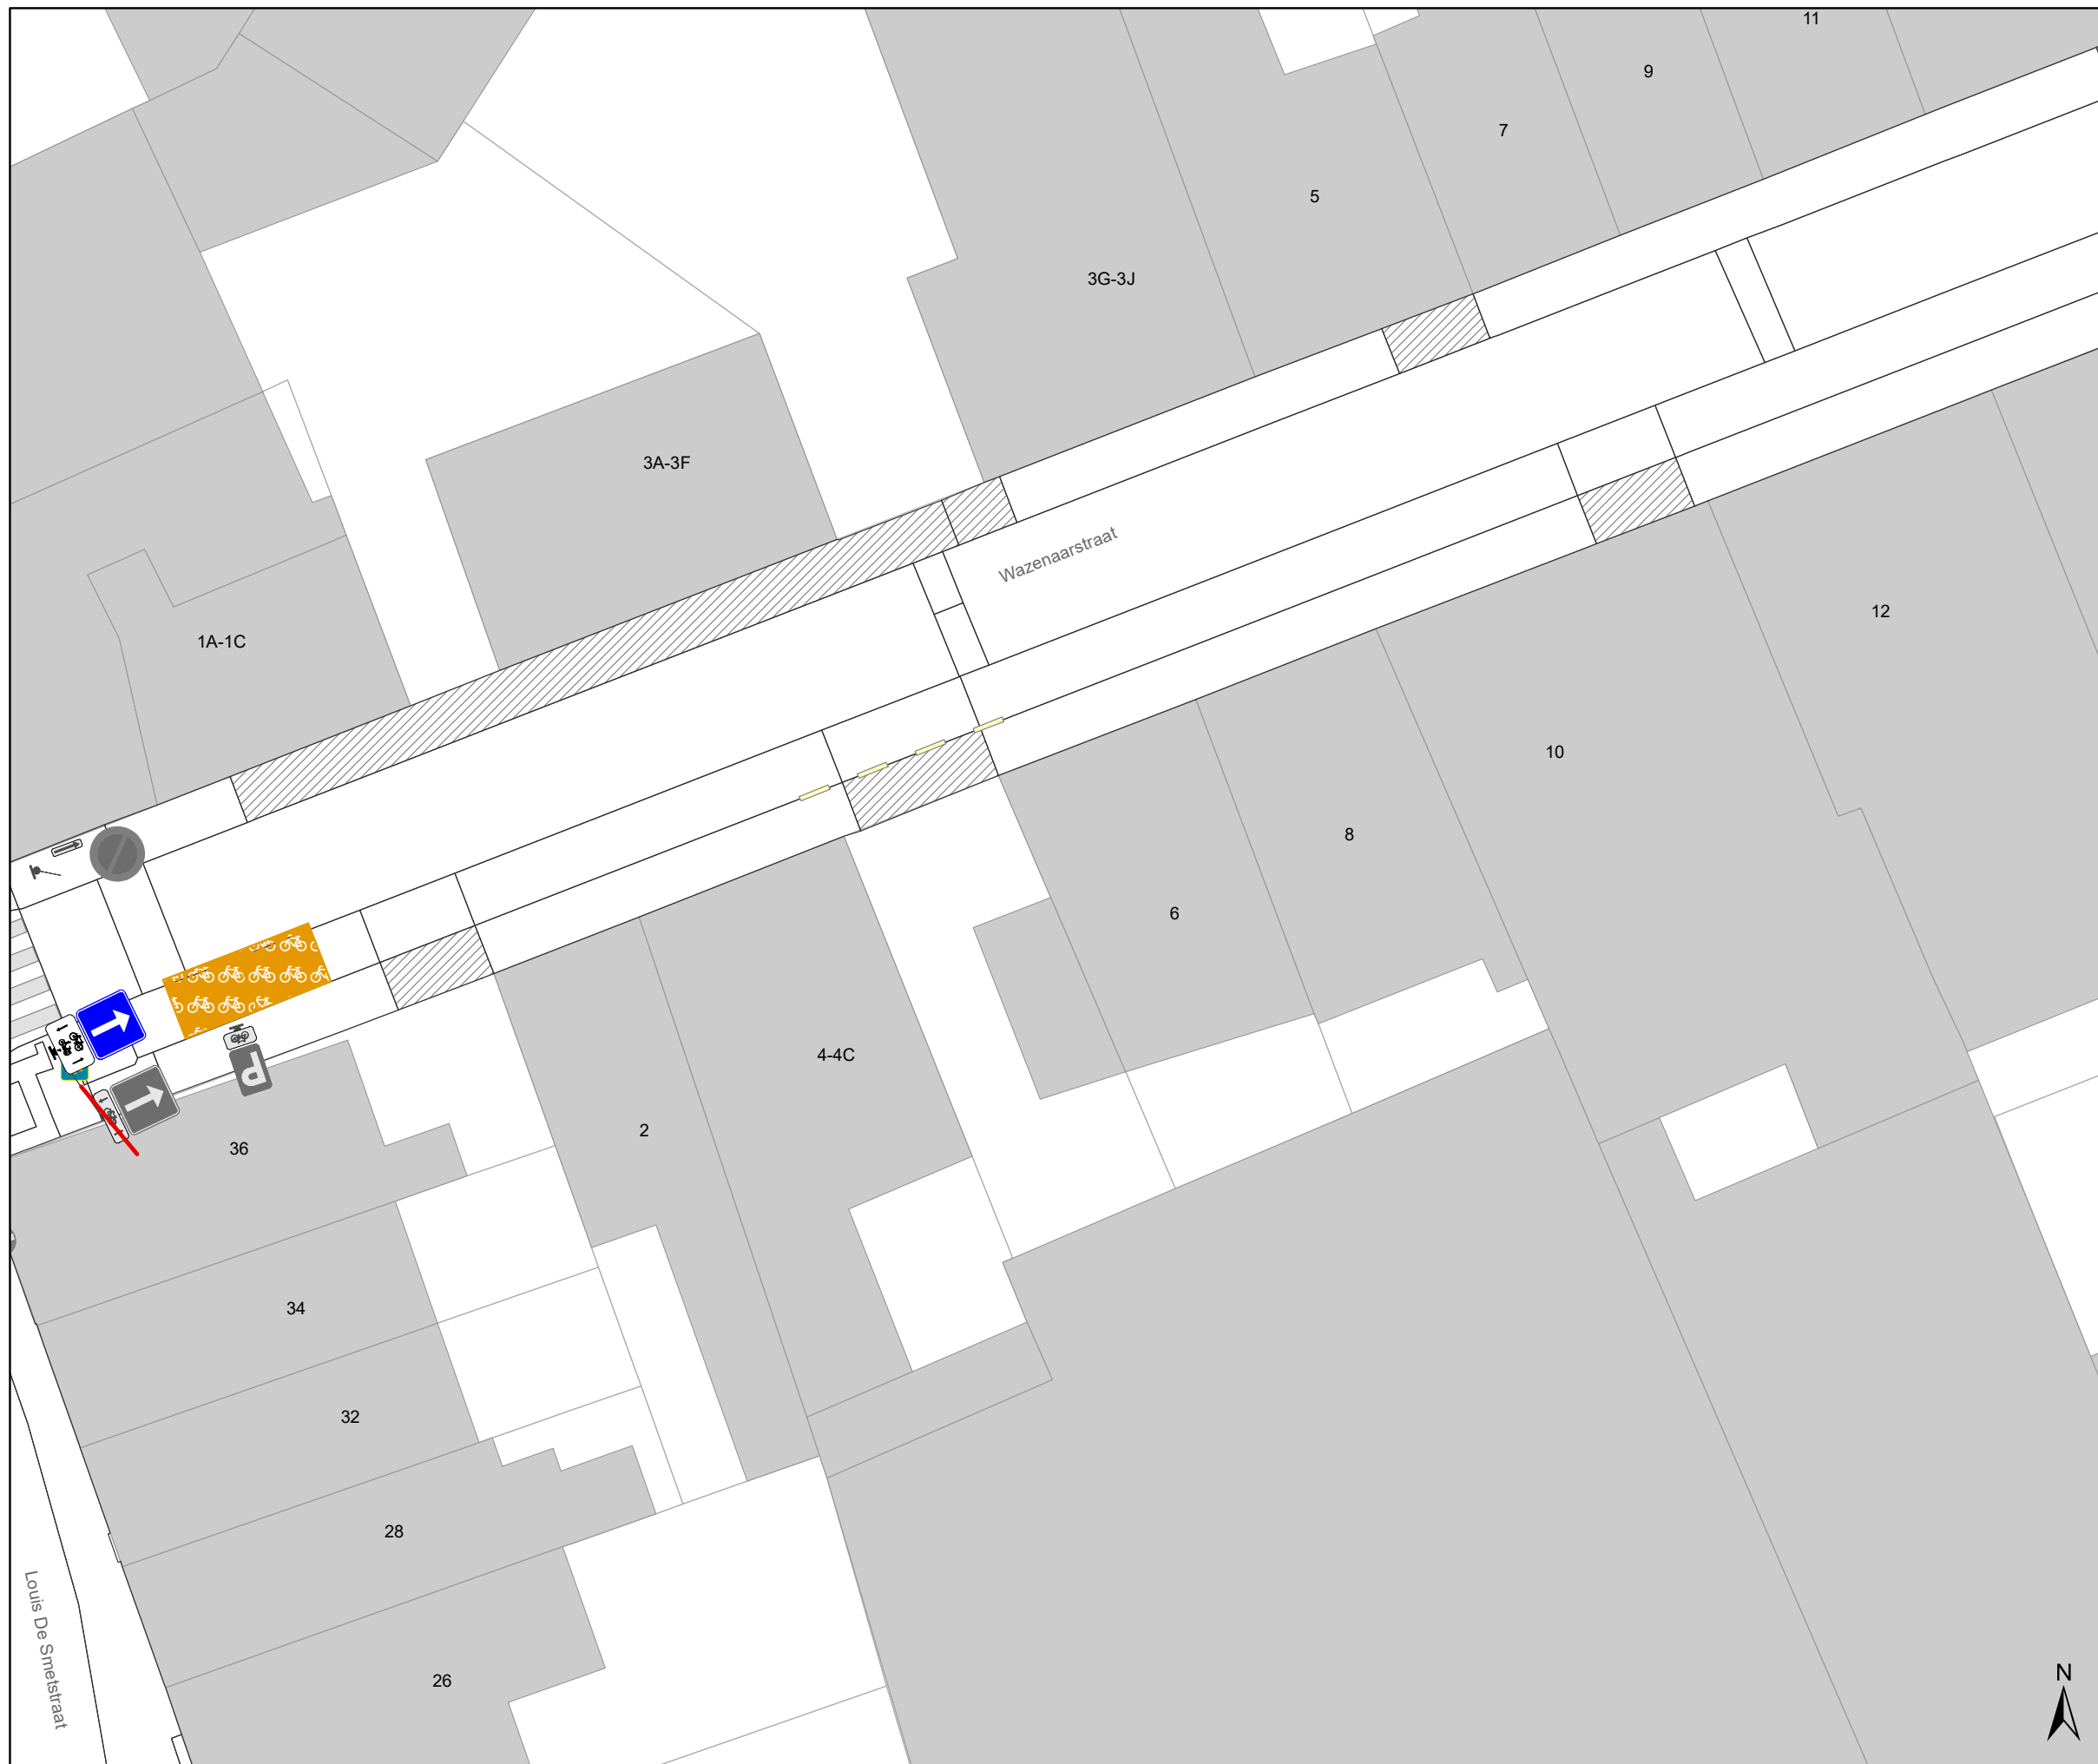 11
9
7
5
3G-3J
3A-3F
Wazenaarstraat
12
1A-1C
10
8
6
4-4C
P
2
36
34
32
28
Louis De Smetstraat
26
N